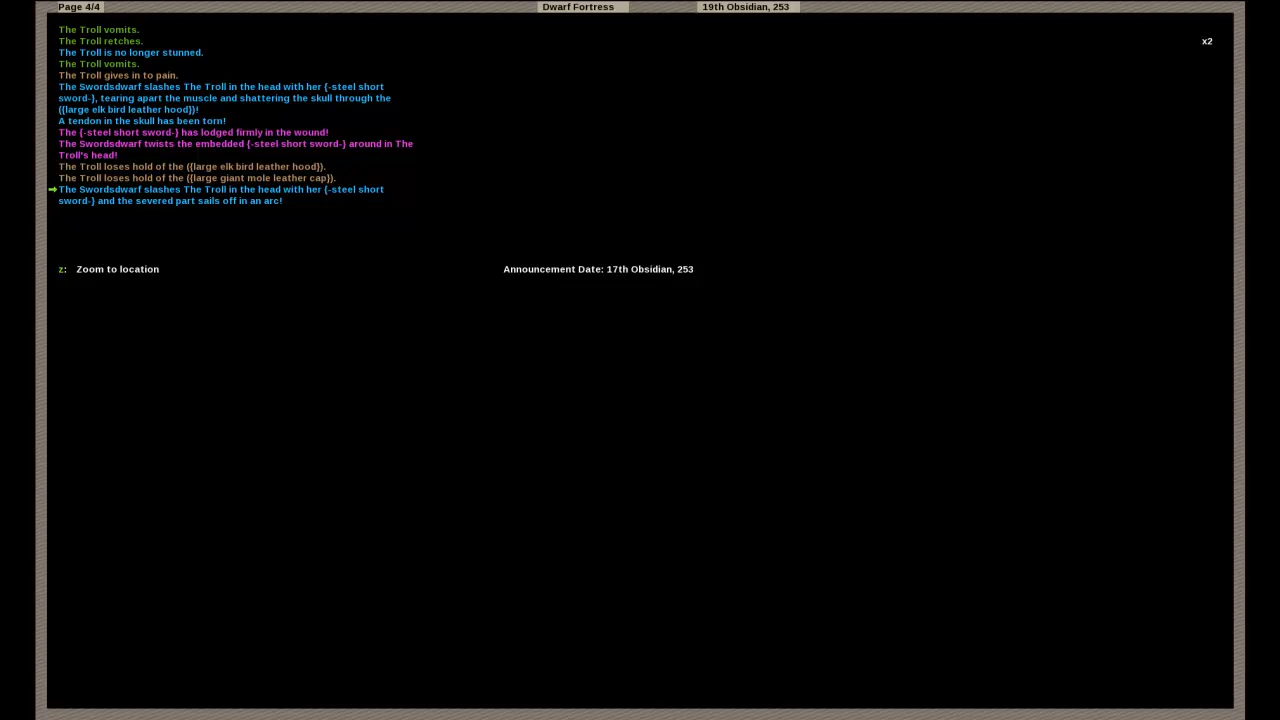 Page 4/4 Dwarf Fortress 19th Obsidian, 253
The Troll vomits.
The Troll retches. x2
The Troll is no longer stunned.
The Troll vomits.
The Troll gives in to pain.
The Swordsdwarf slashes The Troll in the head with her {-steel short
sword-}, tearing apart the muscle and shattering the skull through the
({large elk bird leather hood})!
A tendon in the skull has been torn!
The {-steel short sword-} has lodged firmly in the wound!
The Swordsdwarf twists the embedded {-steel short sword-} around in The
Troll's head!
The Troll loses hold of the ({large elk bird leather hood}).
The Troll loses hold of the ({large giant mole leather cap}).
The Swordsdwarf slashes The Troll in the head with her {-steel short
sword-} and the severed part sails off in an arc!
z: Zoom to location Announcement Date: 17th Obsidian, 253